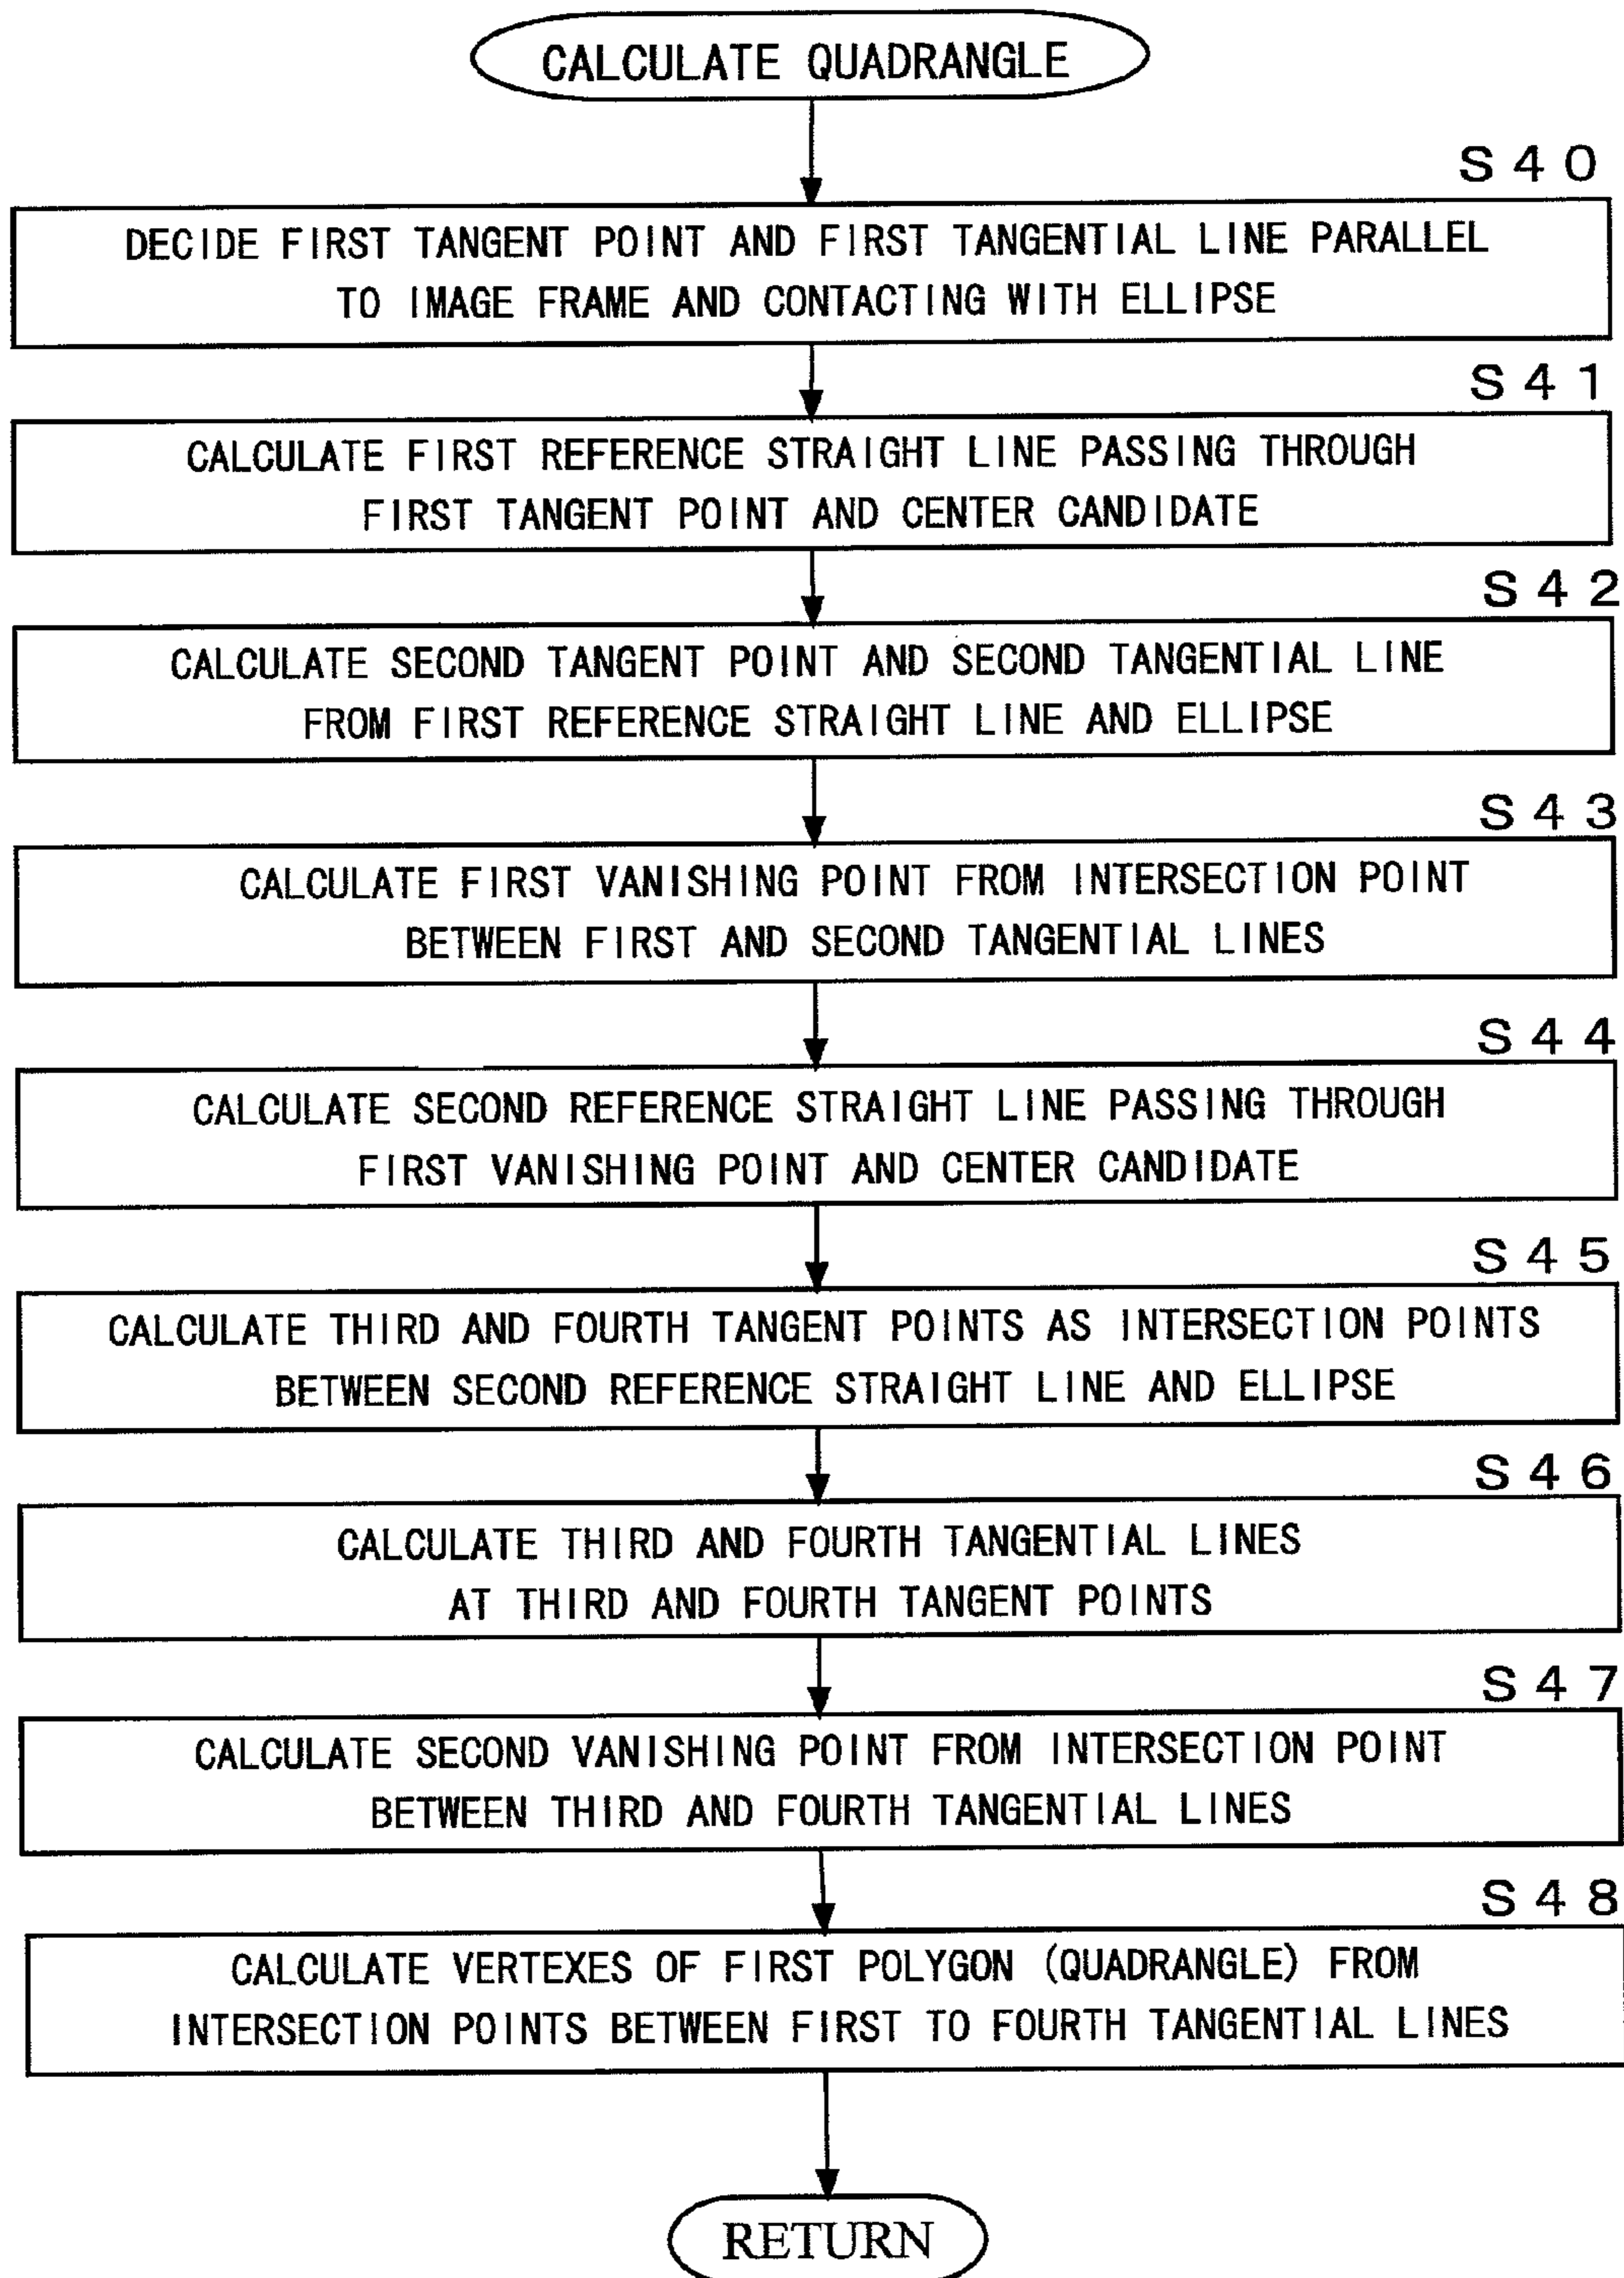 CALCULATE QUADRANGLE
S40
DECIDE FIRST TANGENT POINT AND FIRST TANGENTIAL LINE PARALLEL
TO IMAGE FRAME AND CONTACTING WITH ELLIPSE
S41
CALCULATE FIRST REFERENCE STRAIGHT LINE PASSING THROUGH
FIRST TANGENT POINT AND CENTER CANDIDATE
S42
CALCULATE SECOND TANGENT POINT AND SECOND TANGENTIAL LINE
FROM FIRST REFERENCE STRAIGHT LINE AND ELLIPSE
S43
CALCULATE FIRST VANISHING POINT FROM INTERSECTION POINT
BETWEEN FIRST AND SECOND TANGENTIAL LINES
S44
CALCULATE SECOND REFERENCE STRAIGHT LINE PASSING THROUGH
FIRST VANISHING POINT AND CENTER CANDIDATE
S45
CALCULATE THIRD AND FOURTH TANGENT POINTS AS INTERSECTION POINTS
BETWEEN SECOND REFERENCE STRAIGHT LINE AND ELLIPSE
S46
CALCULATE THIRD AND FOURTH TANGENTIAL LINES
AT THIRD AND FOURTH TANGENT POINTS
S47
CALCULATE SECOND VANISHING POINT FROM INTERSECTION POINT
BETWEEN THIRD AND FOURTH TANGENTIAL LINES
S48
CALCULATE VERTEXES OF FIRST POLYGON (QUADRANGLE) FROM
INTERSECTION POINTS BETWEEN FIRST TO FOURTH TANGENTIAL LINES
RETURN